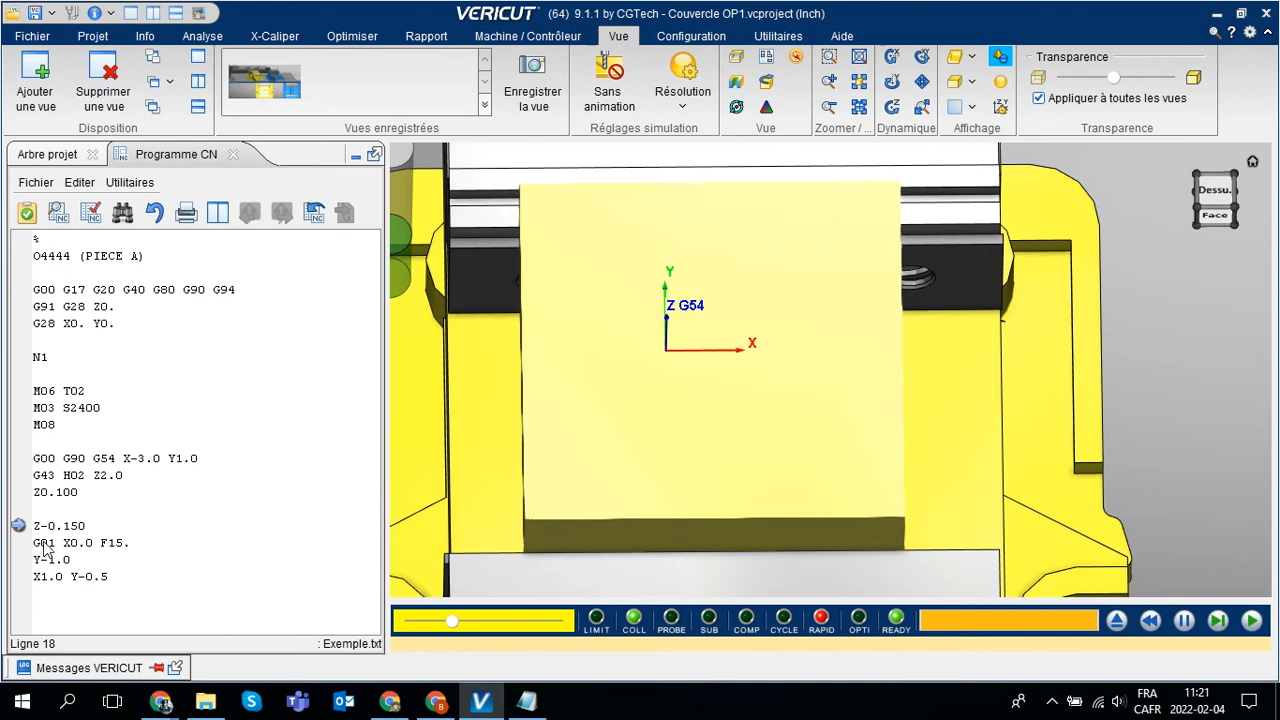 VERICUT (64) 9.1.1 by CGTech - Couvercle OP1.vcproject (Inch)
Fichier Projet Info Analyse X-Caliper Optimiser Rapport Machine / Contrôleur Vue Configuration Utilitaires Aide
Ajouter une vue
Supprimer une vue
Enregistrer la vue
Sans animation
Résolution
Transparence
Appliquer à toutes les vues
Disposition Vues enregistrées Réglages simulation Vue Zoomer / ... Dynamique Affichage Transparence
Arbre projet Programme CN
Fichier Editer Utilitaires
%
O4444 (PIECE A)
G00 G17 G20 G40 G80 G90 G94
G91 G28 Z0.
G28 X0. Y0.
N1
M06 T02
M03 S2400
M08
G00 G90 G54 X-3.0 Y1.0
G43 H02 Z2.0
Z0.100
Z-0.150
G01 X0.0 F15.
Y-1.0
X1.0 Y-0.5
Y
Z G54
X
Dessu.
Face
LIMIT COLL PROBE SUB COMP CYCLE RAPID OPTI READY
Ligne 18 : Exemple.txt
Messages VERICUT
FRA
CAFR
11:21
2022-02-04